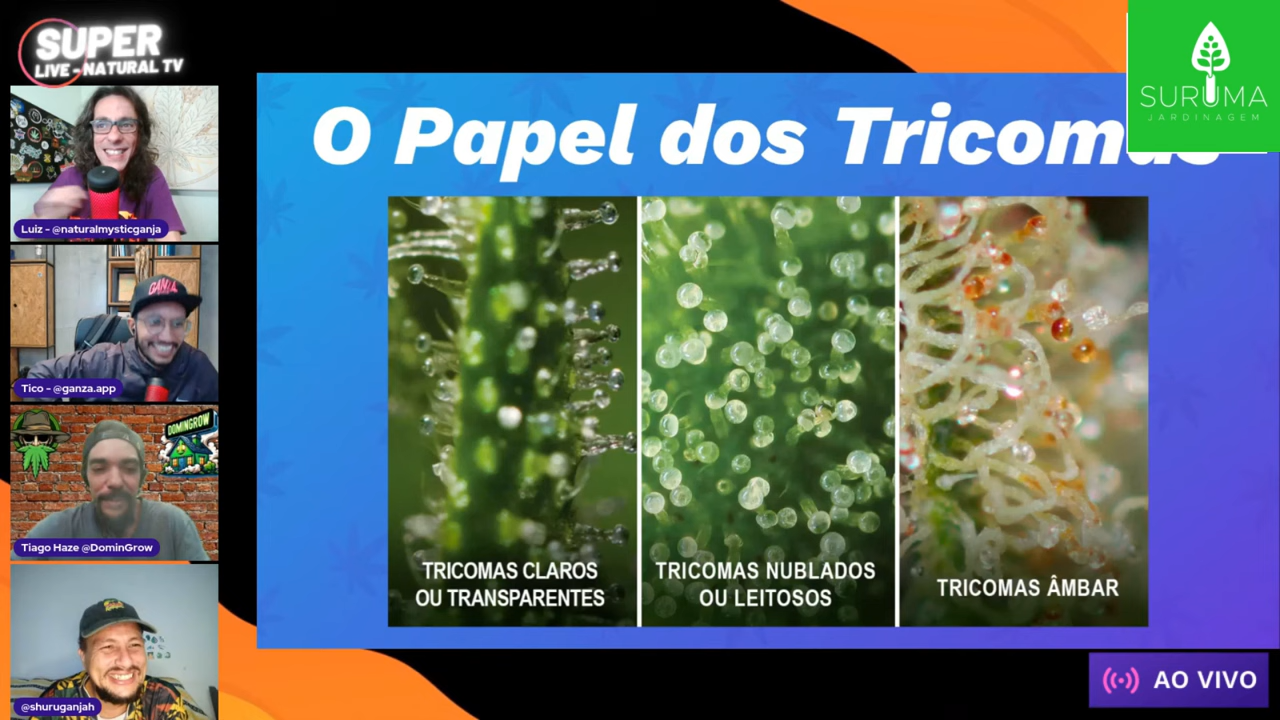 SUPER
LIVE - NATURAL TV
Luiz - @naturalmysticganja
GANZA
Tico - @ganza.app
DOMINGROW
Tiago Haze @DominGrow
@shuruganjah
O Papel dos Tricomas
SURUMA
JARDINAGEM
TRICOMAS CLAROS
OU TRANSPARENTES
TRICOMAS NUBLADOS
OU LEITOSOS
TRICOMAS ÂMBAR
AO VIVO